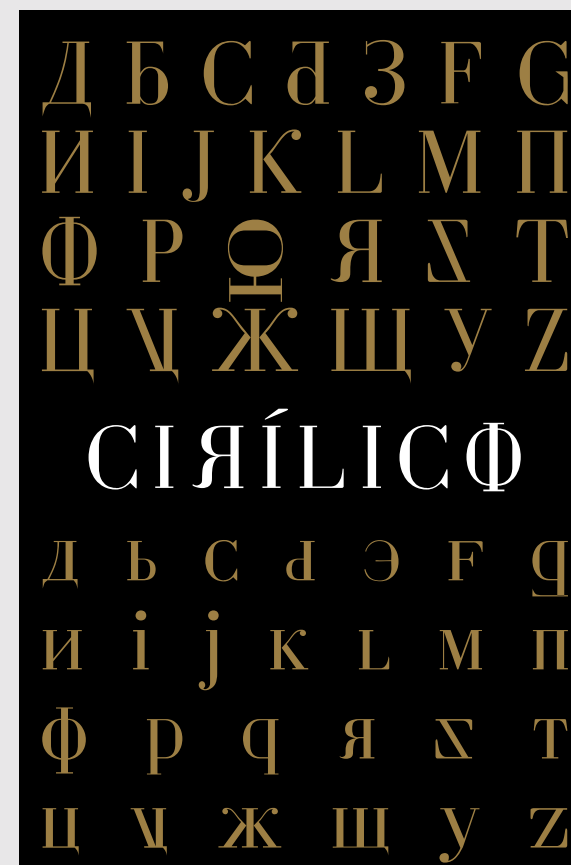 Д Б C Ƌ З F G
И I J K L M П
Ф P Ю Я Z T
Ц Ҷ Ж Щ У Z
CIЯÍLICФ
Д Ь C d Э F q
И i j K L M П
ф p q Я Z T
Ц Ҷ Ж Щ y Z